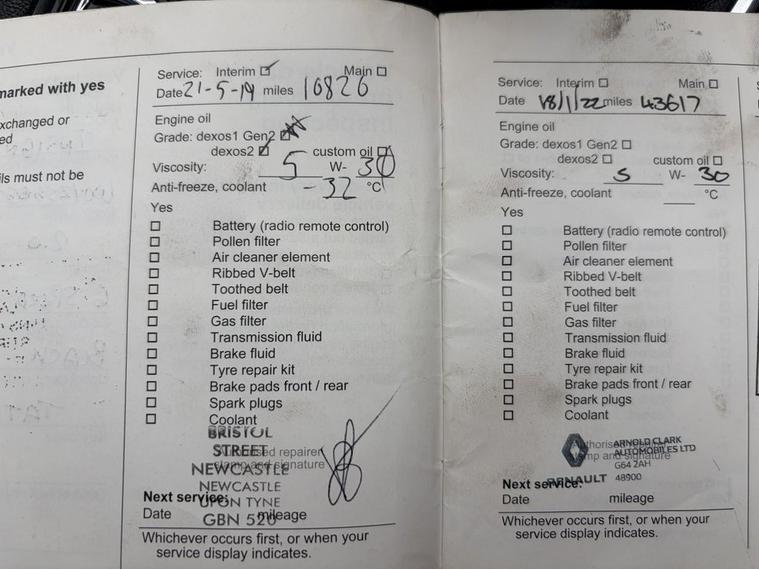 marked with yes
xchanged or
ed
ils must not be
Service: Interim Main
Date 21-5-19 miles 10826
Engine oil
Grade: dexos1 Gen2
dexos2 custom oil
Viscosity: 5 W- 30
Anti-freeze, coolant -32 °C
Yes
Battery (radio remote control)
Pollen filter
Air cleaner element
Ribbed V-belt
Toothed belt
Fuel filter
Gas filter
Transmission fluid
Brake fluid
Tyre repair kit
Brake pads front / rear
Spark plugs
Coolant
BRISTOL
STREET
NEWCASTLE
NEWCASTLE
UPON TYNE
GBN 520
repairer
stamp and signature
Next service:
Date mileage
Whichever occurs first, or when your
service display indicates.
Service: Interim Main
Date 18/1/22 miles 43617
Engine oil
Grade: dexos1 Gen2
dexos2 custom oil
Viscosity: 5 W- 30
Anti-freeze, coolant °C
Yes
Battery (radio remote control)
Pollen filter
Air cleaner element
Ribbed V-belt
Toothed belt
Fuel filter
Gas filter
Transmission fluid
Brake fluid
Tyre repair kit
Brake pads front / rear
Spark plugs
Coolant
ARNOLD CLARK
AUTOMOBILES LTD
stamp and signature
G64 2AH
RENAULT 48900
Next service:
Date mileage
Whichever occurs first, or when your
service display indicates.